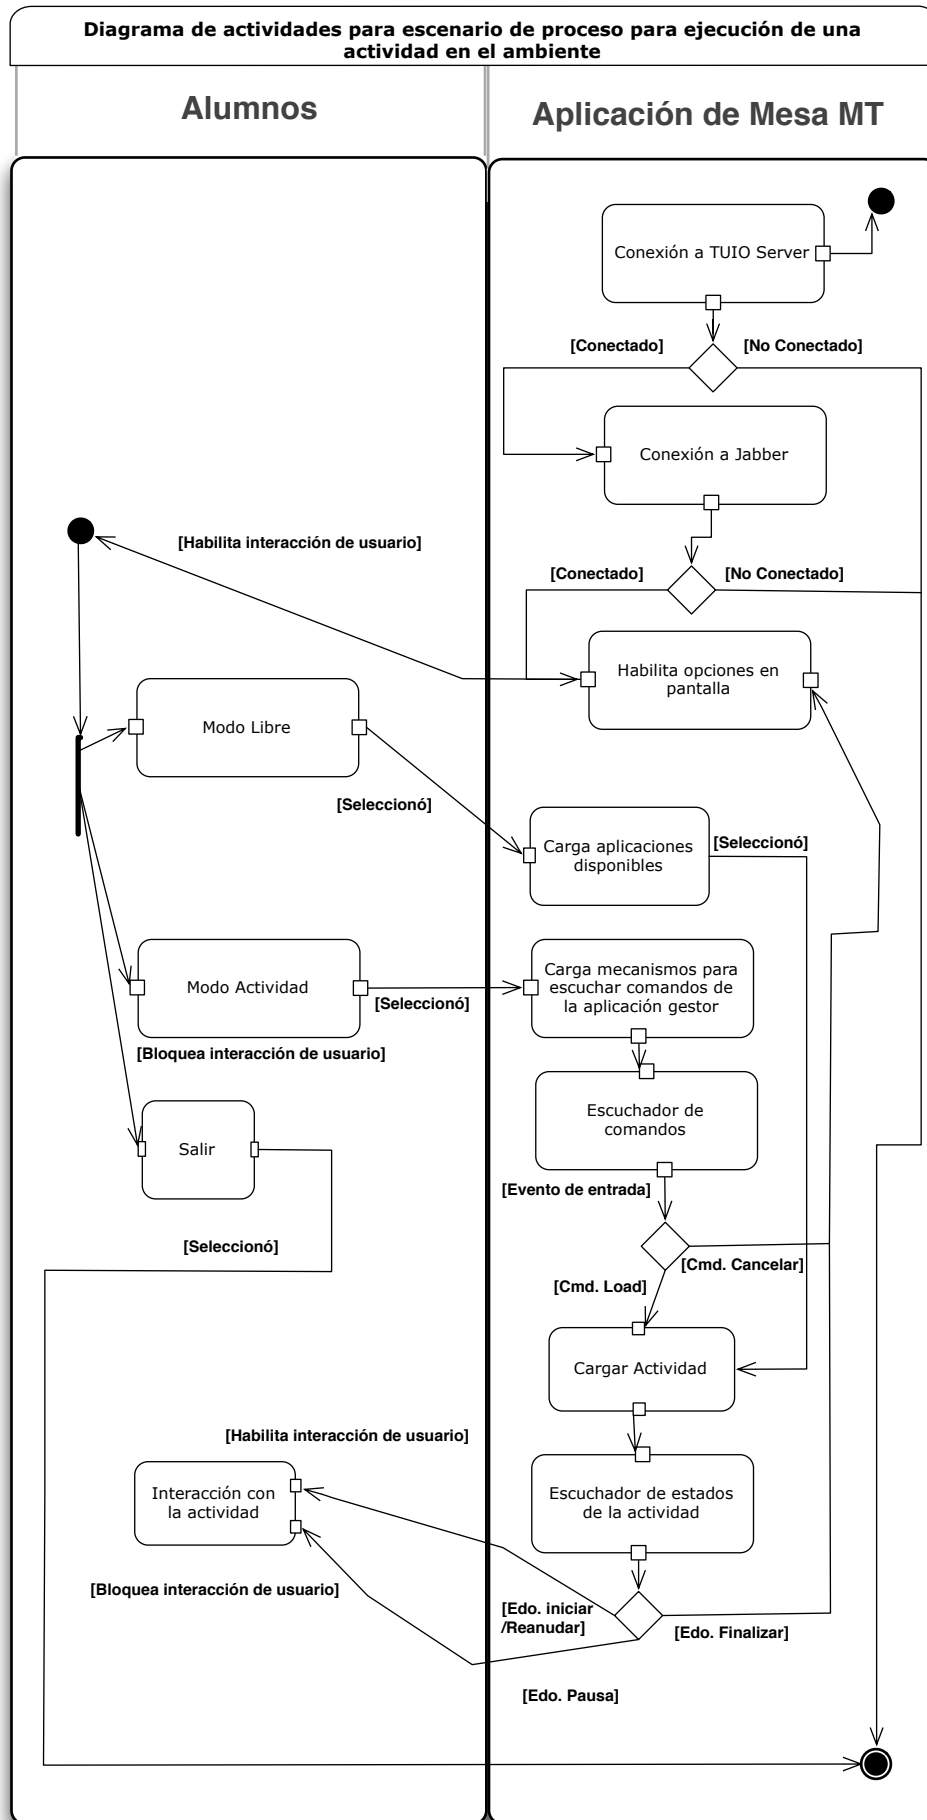 Diagrama de actividades para escenario de proceso para ejecución de una
actividad en el ambiente
Alumnos
Aplicación de Mesa MT
Conexión a TUIO Server
[Conectado]
[No Conectado]
Conexión a Jabber
[Habilita interacción de usuario]
[Conectado]
[No Conectado]
Habilita opciones en
pantalla
Modo Libre
[Seleccionó]
Carga aplicaciones
disponibles
[Seleccionó]
Modo Actividad
[Seleccionó]
Carga mecanismos para
escuchar comandos de
la aplicación gestor
[Bloquea interacción de usuario]
Escuchador de
comandos
Salir
[Evento de entrada]
[Seleccionó]
[Cmd. Cancelar]
[Cmd. Load]
Cargar Actividad
[Habilita interacción de usuario]
Interacción con
la actividad
Escuchador de estados
de la actividad
[Bloquea interacción de usuario]
[Edo. iniciar
/Reanudar]
[Edo. Finalizar]
[Edo. Pausa]